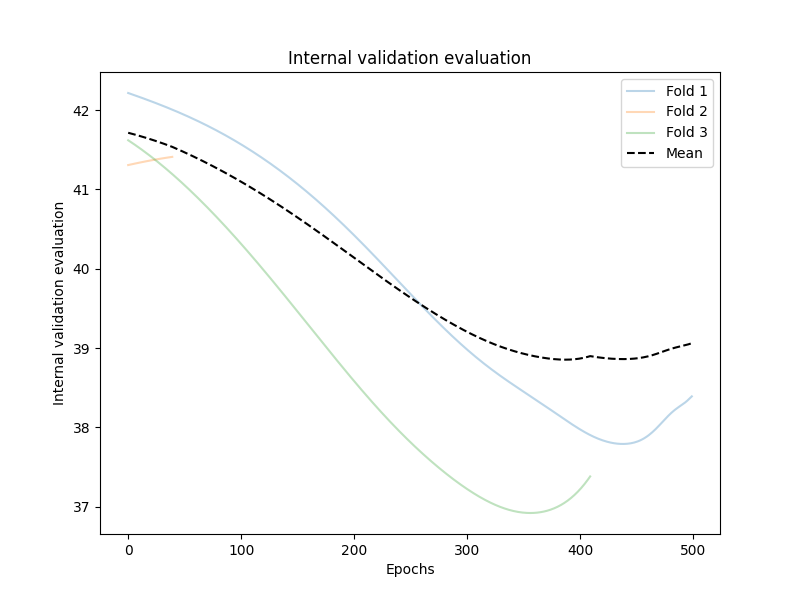 Internal validation evaluation
Fold 1
Fold 2
Fold 3
Mean
Internal validation evaluation
42
41
40
39
38
37
0 100 200 300 400 500
Epochs